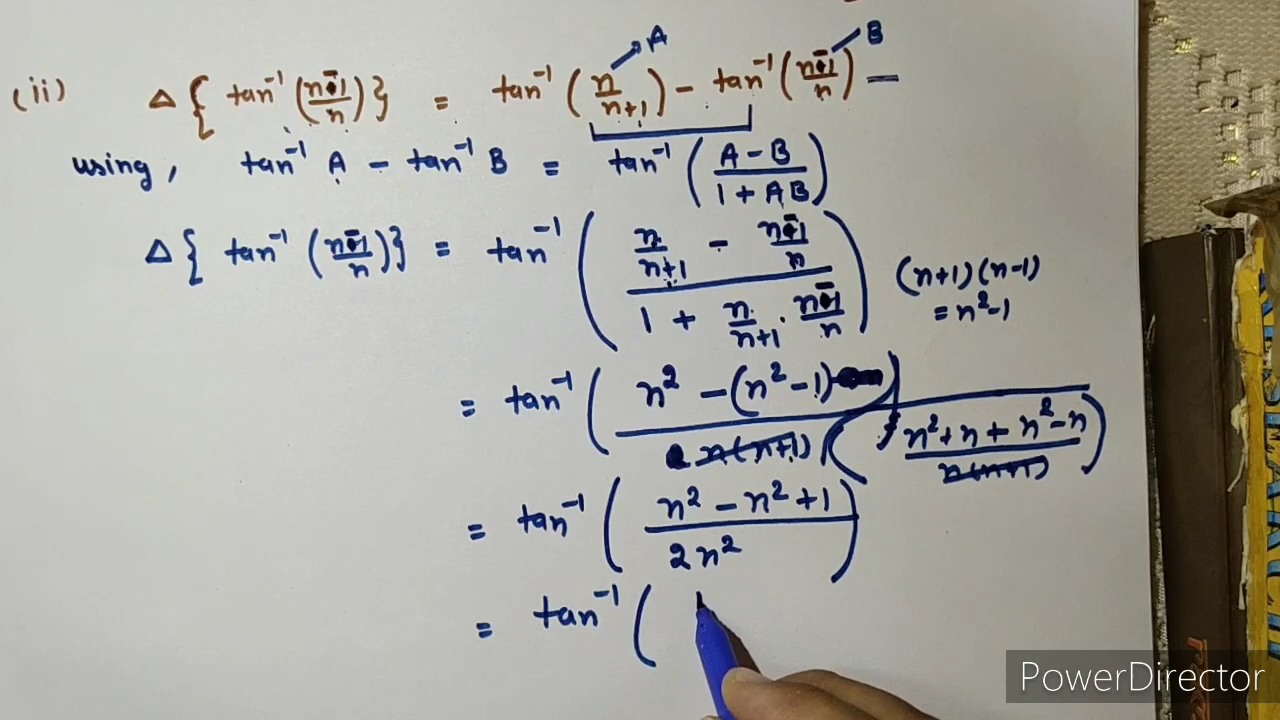 (ii) Δ{ tan⁻¹ (n-1/n)} = tan⁻¹ (n/n+1) - tan⁻¹ (n-1/n) —
A
B
using, tan⁻¹ A - tan⁻¹ B = tan⁻¹ (A-B/1+AB)
Δ{ tan⁻¹ (n-1/n)} = tan⁻¹ (n/n+1 - n-1/n / 1 + n/n+1 . n-1/n)
(n+1)(n-1)
= n²-1
= tan⁻¹ (n² - (n²-1) / n(n+1)) (n²+n+n²-n / n(n+1))
= tan⁻¹ (n² - n² + 1 / 2n²)
= tan⁻¹ (
PowerDirector